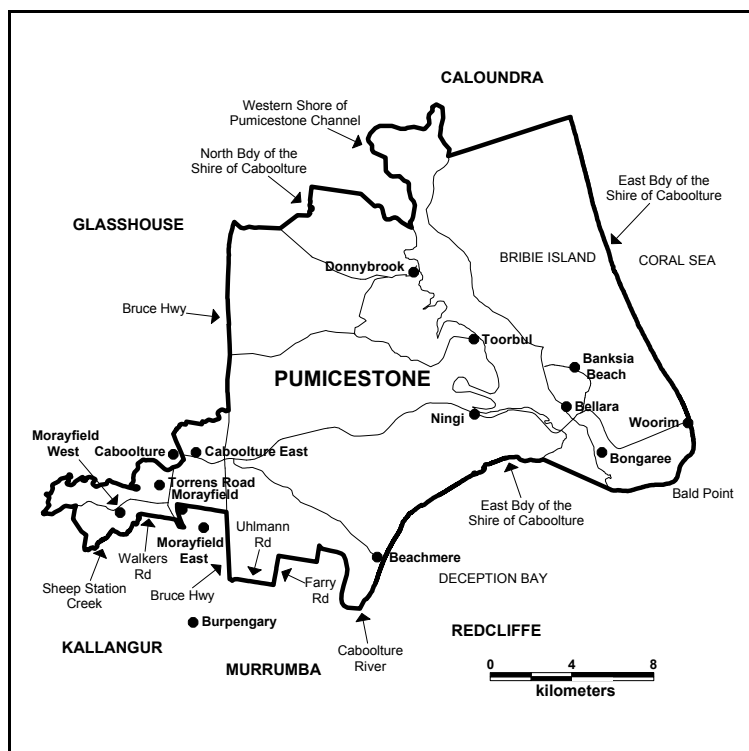 CALOUNDRA
Western Shore of
Pumicestone Channel
North Bdy of the
Shire of Caboolture
East Bdy of the
Shire of Caboolture
GLASSHOUSE
BRIBIE ISLAND
CORAL SEA
Donnybrook
Bruce Hwy
Toorbul
Banksia
Beach
PUMICESTONE
Bellara
Ningi
Woorim
Morayfield
West
Caboolture
Caboolture East
Bongaree
Torrens Road
Morayfield
Bald Point
East Bdy of the
Shire of Caboolture
Uhlmann
Rd
Morayfield
East
Walkers
Rd
Beachmere
Sheep Station
Creek
Bruce Hwy
Farry
Rd
DECEPTION BAY
Burpengary
KALLANGUR
Caboolture
River
REDCLIFFE
MURRUMBA
0 4 8
kilometers